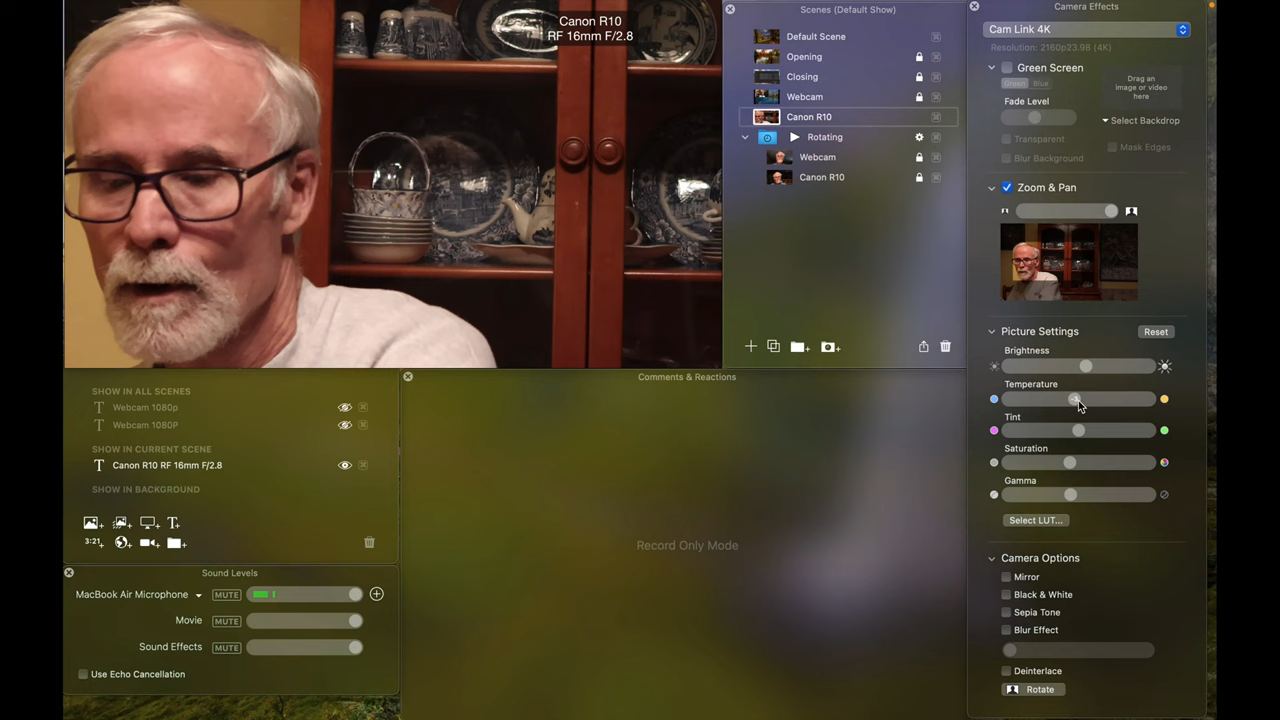 Canon R10
RF 16mm F/2.8
Scenes (Default Show)
Default Scene
Opening
Closing
Webcam
Canon R10
Rotating
Webcam
Canon R10
Camera Effects
Cam Link 4K
Resolution: 2160p23.98 (4K)
Green Screen
Green Blue
Drag an
image or video
here
Fade Level
Select Backdrop
Transparent
Mask Edges
Blur Background
Zoom & Pan
Picture Settings
Reset
Brightness
Temperature
-3
Tint
Saturation
Gamma
Select LUT...
Camera Options
Mirror
Black & White
Sepia Tone
Blur Effect
Deinterlace
Rotate
SHOW IN ALL SCENES
Webcam 1080p
Webcam 1080P
SHOW IN CURRENT SCENE
Canon R10 RF 16mm F/2.8
SHOW IN BACKGROUND
3:21
Comments & Reactions
Record Only Mode
Sound Levels
MacBook Air Microphone
MUTE
Movie
MUTE
Sound Effects
MUTE
Use Echo Cancellation